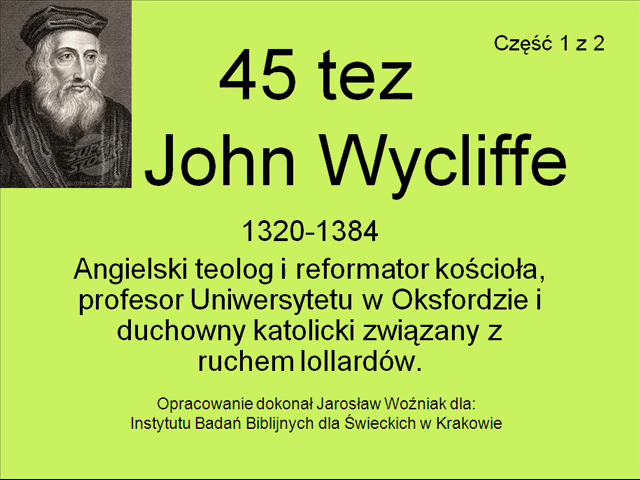 Część 1 z 2
45 tez
John Wycliffe
1320-1384
Angielski teolog i reformator kościoła,
profesor Uniwersytetu w Oksfordzie i
duchowny katolicki związany z
ruchem lollardów.
Opracowanie dokonał Jarosław Woźniak dla:
Instytutu Badań Biblijnych dla Świeckich w Krakowie